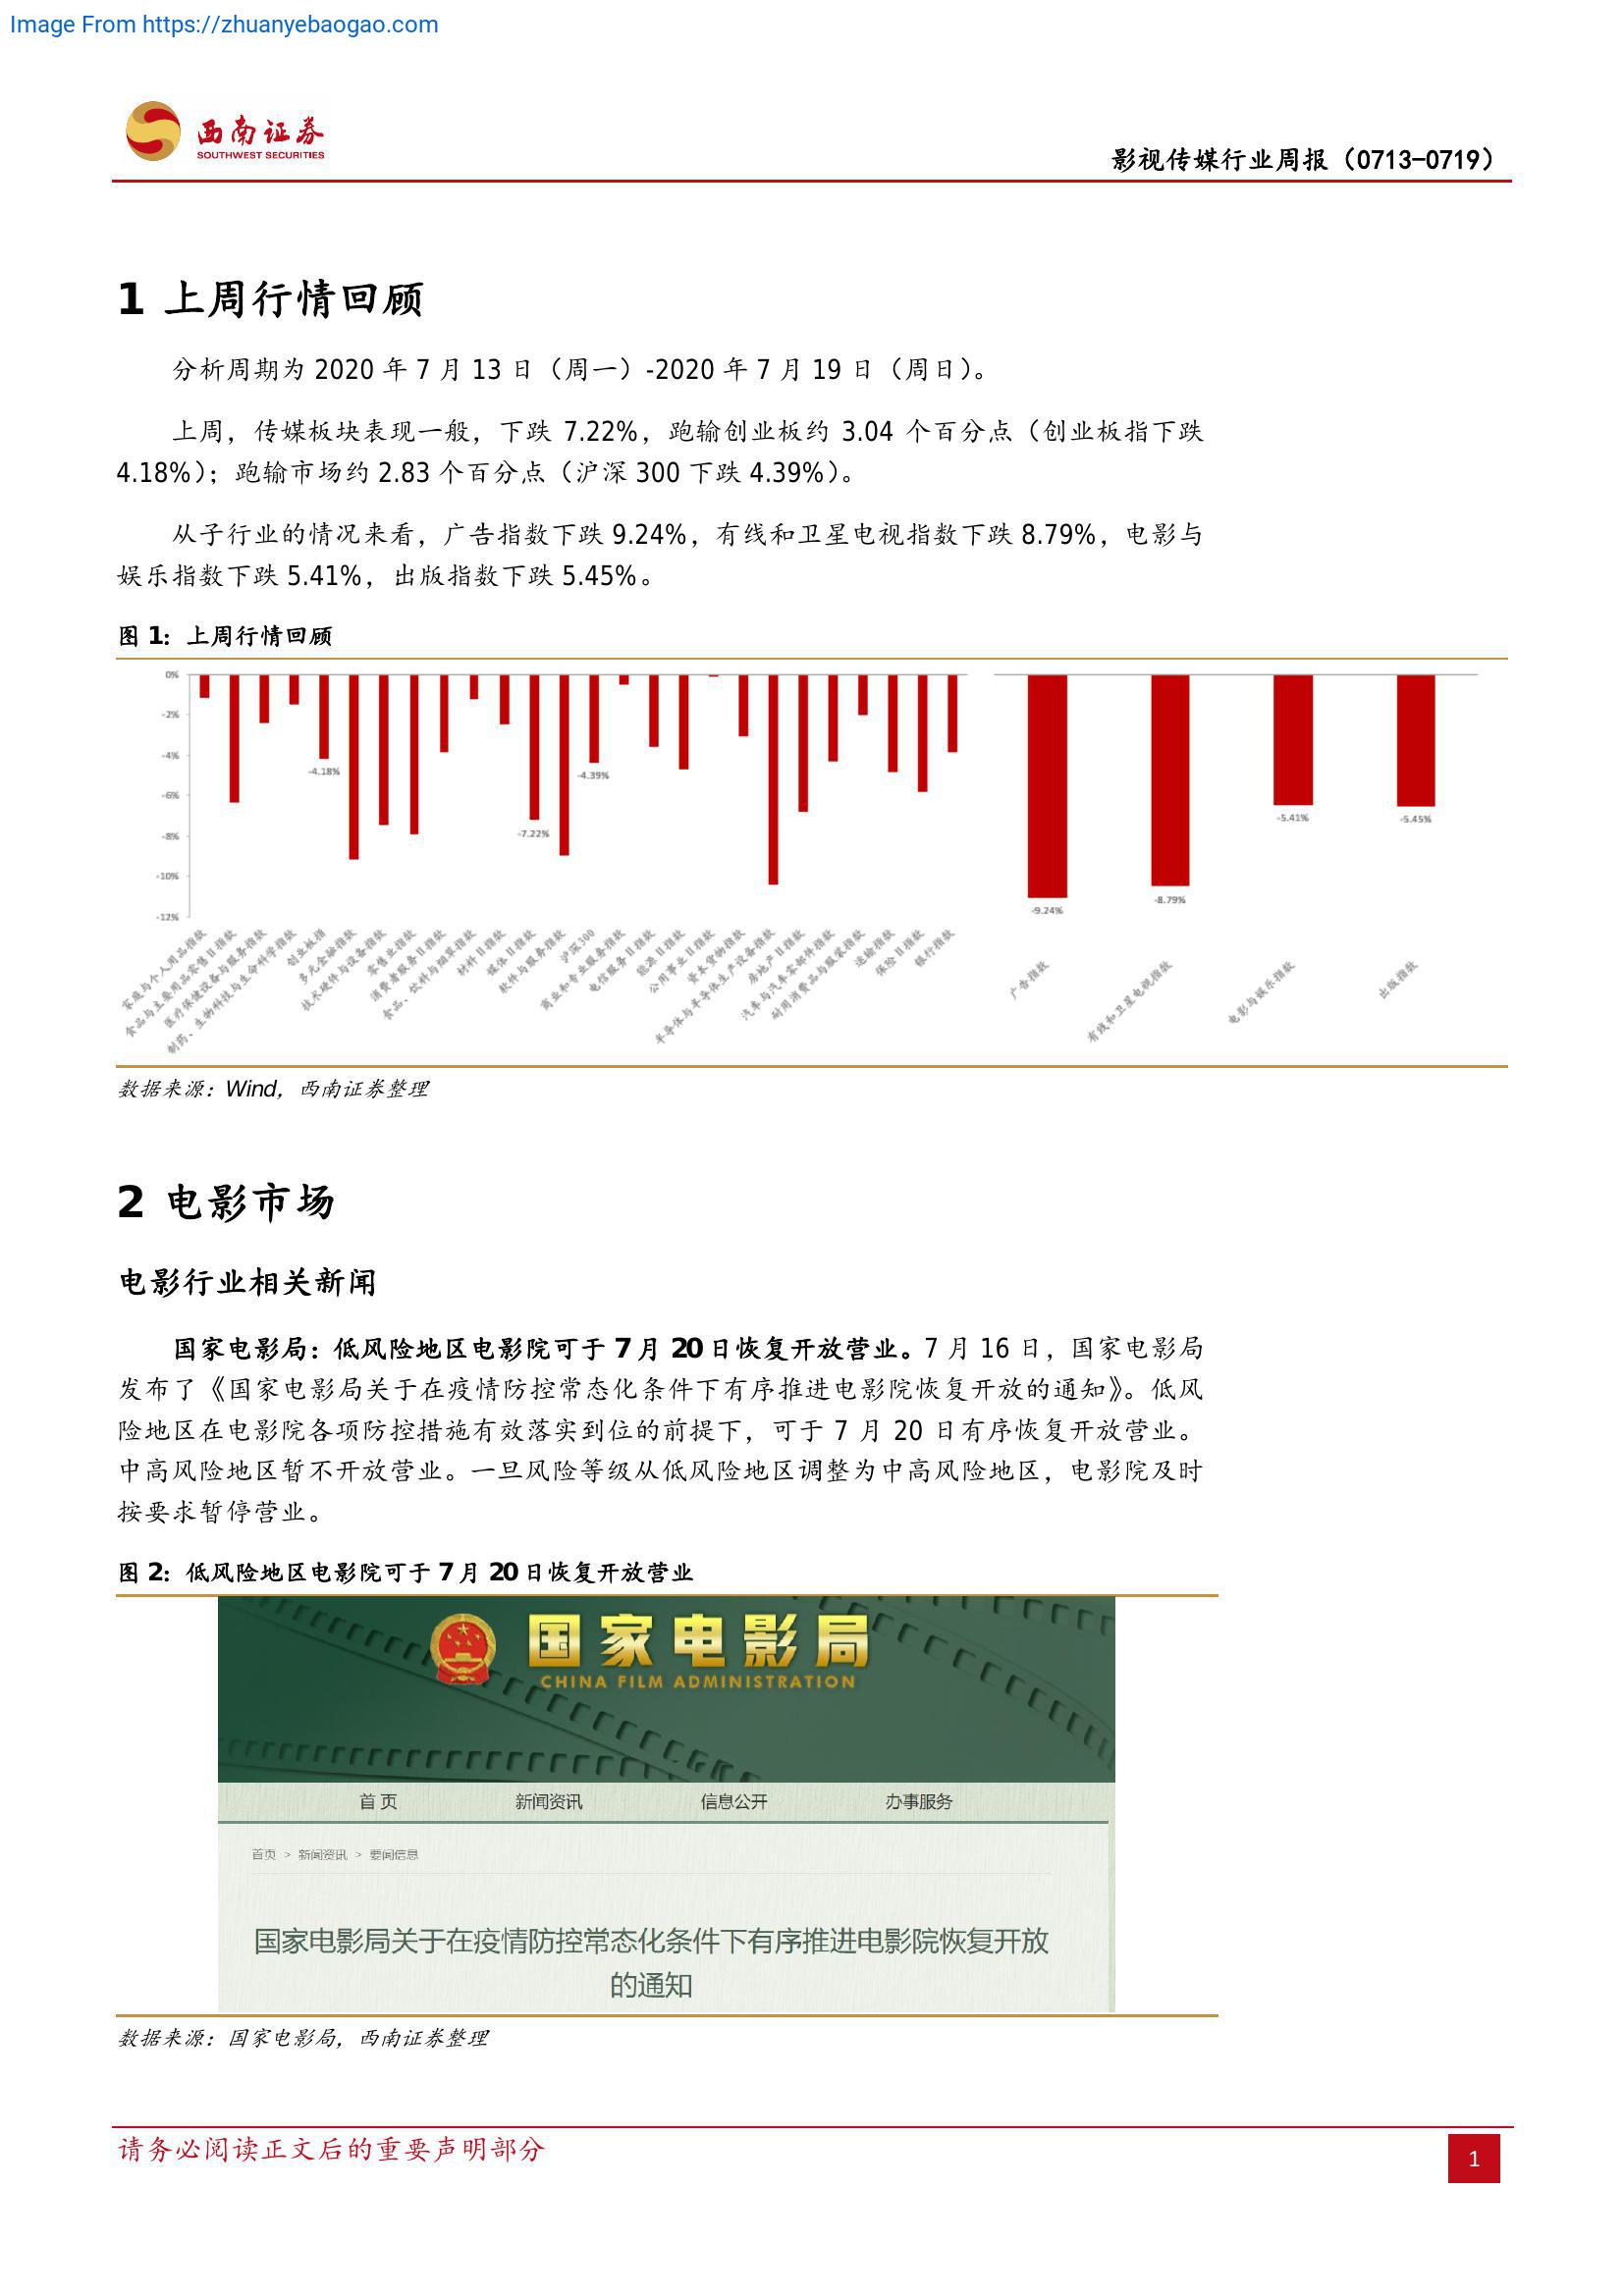 Image From https://zhuanyebaogao.com
西南证券
SOUTHWEST SECURITIES
影视传媒行业周报（0713-0719）
1 上周行情回顾
分析周期为 2020 年 7 月 13 日（周一）-2020 年 7 月 19 日（周日）。
上周，传媒板块表现一般，下跌 7.22%，跑输创业板约 3.04 个百分点（创业板指下跌
4.18%）；跑输市场约 2.83 个百分点（沪深 300 下跌 4.39%）。
从子行业的情况来看，广告指数下跌 9.24%，有线和卫星电视指数下跌 8.79%，电影与
娱乐指数下跌 5.41%，出版指数下跌 5.45%。
图 1：上周行情回顾
0%
-2%
-4%
-6%
-8%
-10%
-12%
-4.18%
-7.22%
-4.39%
-9.24%
-8.79%
-5.41%
-5.45%
家庭与个人用品指数
食品与主要用品零售Ⅱ指数
医疗保健设备与服务指数
制药、生物科技与生命科学指数
创业板指
多元金融指数
技术硬件与设备指数
零售业指数
消费者服务Ⅱ指数
食品、饮料与烟草指数
材料Ⅱ指数
媒体Ⅱ指数
软件与服务指数
沪深300
商业和专业服务指数
电信服务Ⅱ指数
能源Ⅱ指数
公用事业Ⅱ指数
资本货物指数
半导体与半导体生产设备指数
房地产Ⅱ指数
汽车与汽车零部件指数
耐用消费品与服装指数
运输指数
保险Ⅱ指数
银行指数
广告指数
有线和卫星电视指数
电影与娱乐指数
出版指数
数据来源：Wind，西南证券整理
2 电影市场
电影行业相关新闻
国家电影局：低风险地区电影院可于 7 月 20 日恢复开放营业。7 月 16 日，国家电影局
发布了《国家电影局关于在疫情防控常态化条件下有序推进电影院恢复开放的通知》。低风
险地区在电影院各项防控措施有效落实到位的前提下，可于 7 月 20 日有序恢复开放营业。
中高风险地区暂不开放营业。一旦风险等级从低风险地区调整为中高风险地区，电影院及时
按要求暂停营业。
图 2：低风险地区电影院可于 7 月 20 日恢复开放营业
国家电影局
CHINA FILM ADMINISTRATION
首 页 新闻资讯 信息公开 办事服务
首页 > 新闻资讯 > 要闻信息
国家电影局关于在疫情防控常态化条件下有序推进电影院恢复开放
的通知
数据来源：国家电影局，西南证券整理
请务必阅读正文后的重要声明部分
1